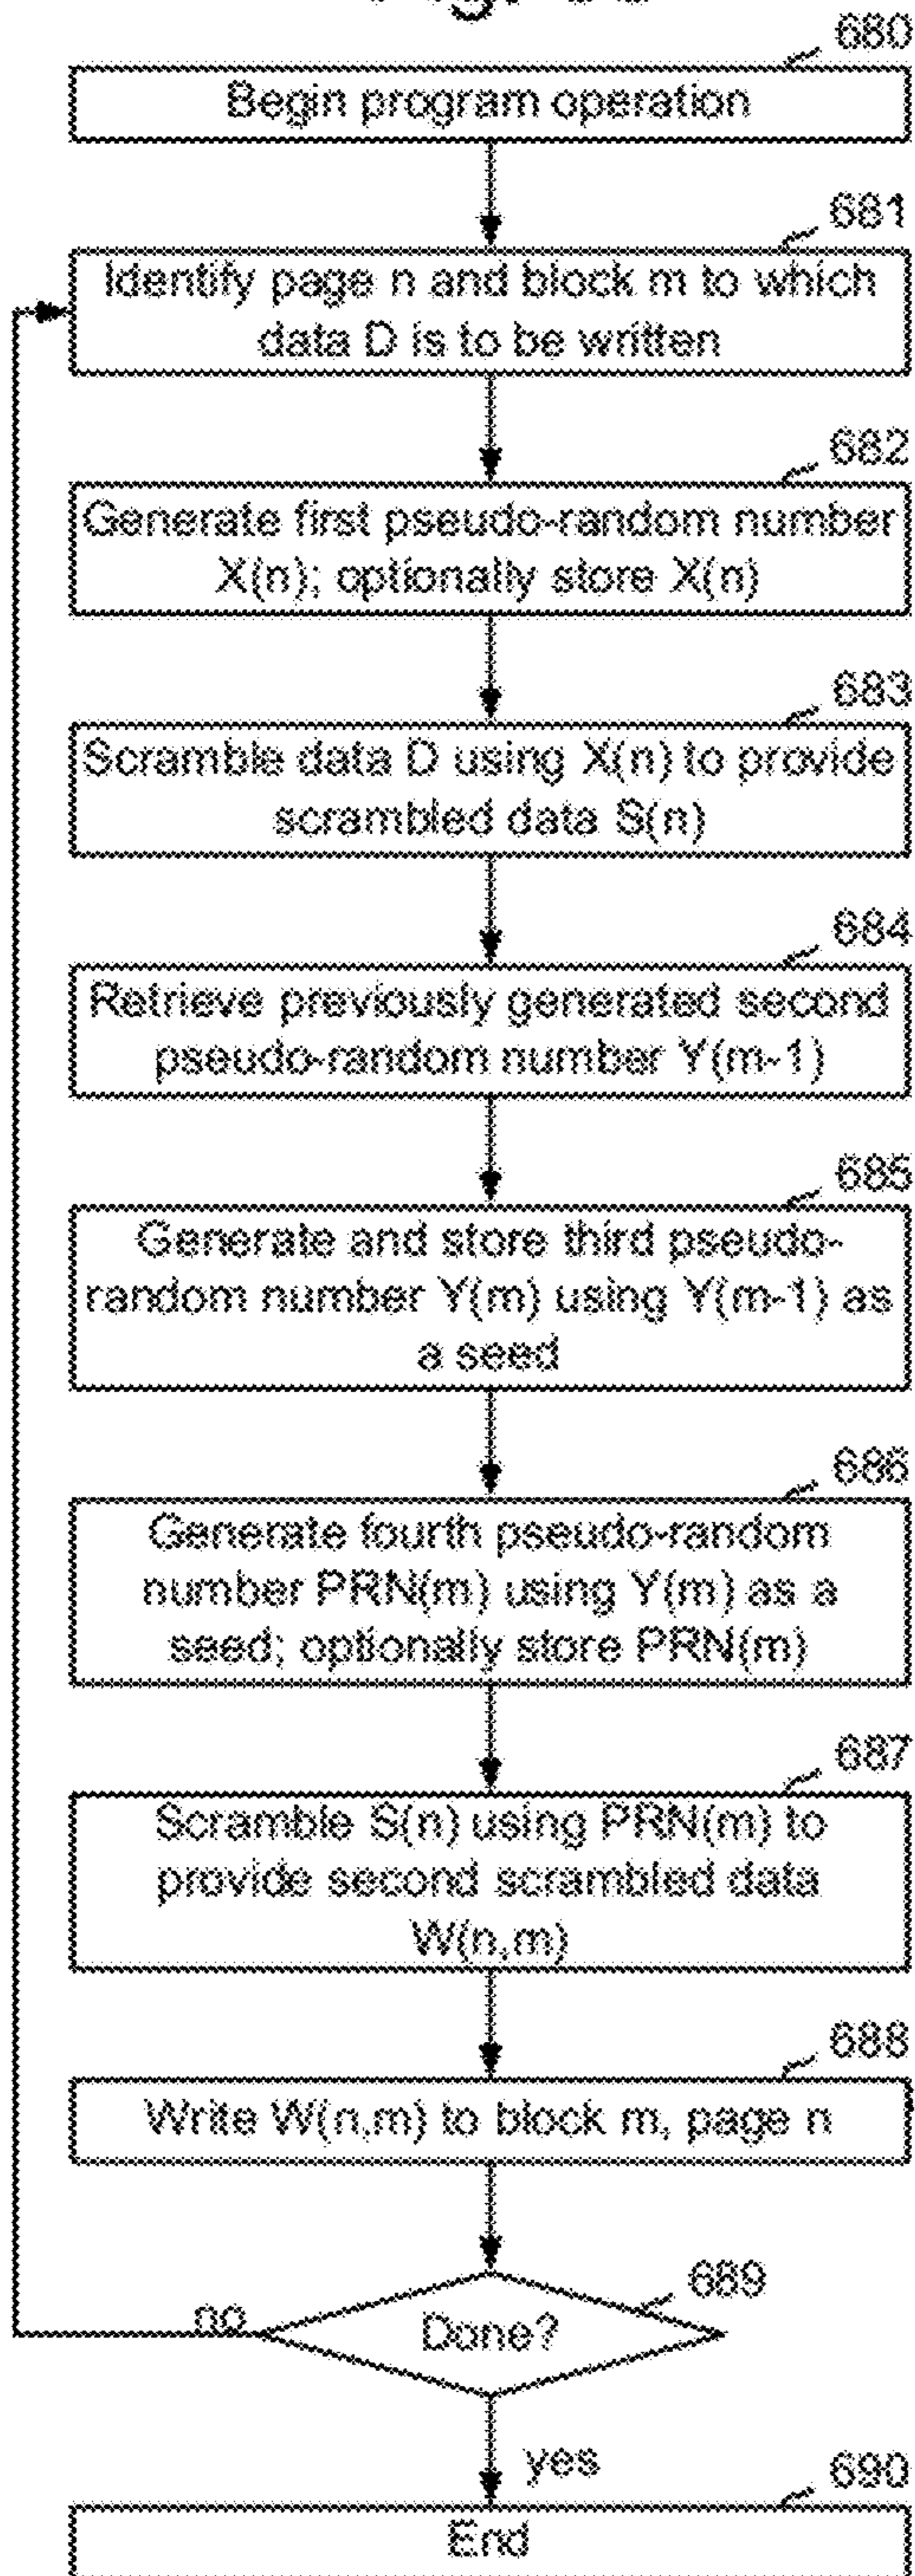 680
Begin program operation
681
Identify page n and block m to which
data D is to be written
682
Generate first pseudo-random number
X(n); optionally store X(n)
683
Scramble data D using X(n) to provide
scrambled data S(n)
684
Retrieve previously generated second
pseudo-random number Y(m-1)
685
Generate and store third pseudo-
random number Y(m) using Y(m-1) as
a seed
686
Generate fourth pseudo-random
number PRN(m) using Y(m) as a
seed; optionally store PRN(m)
687
Scramble S(n) using PRN(m) to
provide second scrambled data
W(n,m)
688
Write W(n,m) to block m, page n
689
no
Done?
yes
690
End